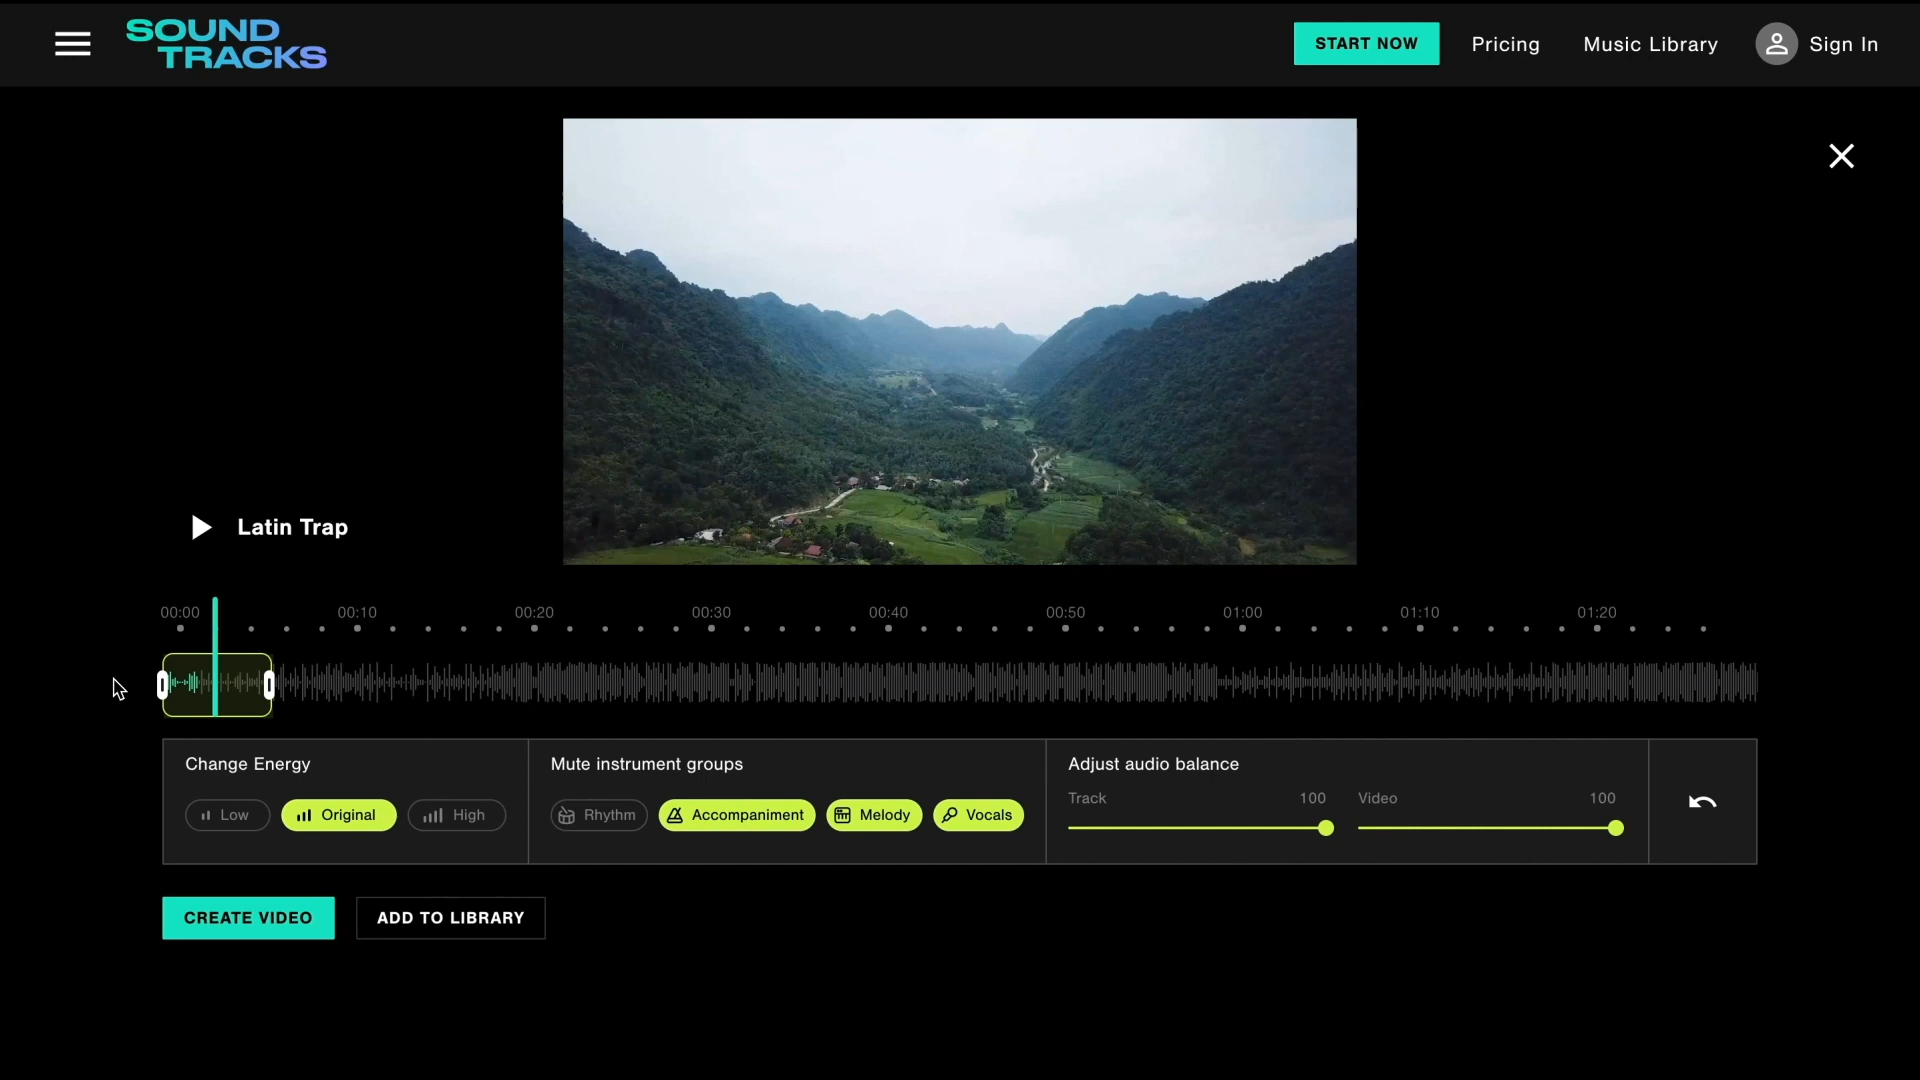 SOUND
TRACKS
START NOW
Pricing
Music Library
Sign In
Latin Trap
00:00 00:10 00:20 00:30 00:40 00:50 01:00 01:10 01:20
Change Energy
Low Original High
Mute instrument groups
Rhythm Accompaniment Melody Vocals
Adjust audio balance
Track 100 Video 100
CREATE VIDEO
ADD TO LIBRARY